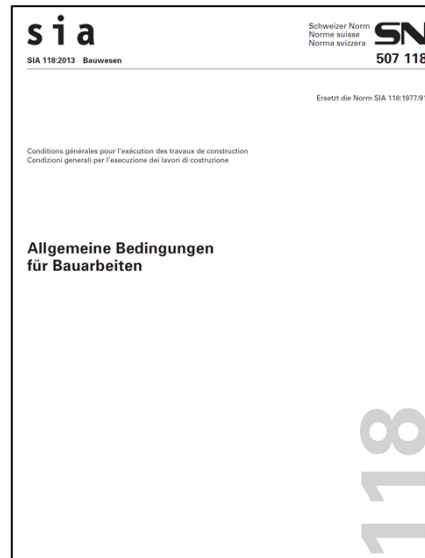 sia
SIA 118:2013 Bauwesen
Schweizer Norm
Norme suisse
Norma svizzera
SN
507 118
Ersetzt die Norm SIA 118:1977/91
Conditions générales pour l'exécution des travaux de construction
Condizioni generali per l'esecuzione dei lavori di costruzione
Allgemeine Bedingungen
für Bauarbeiten
118